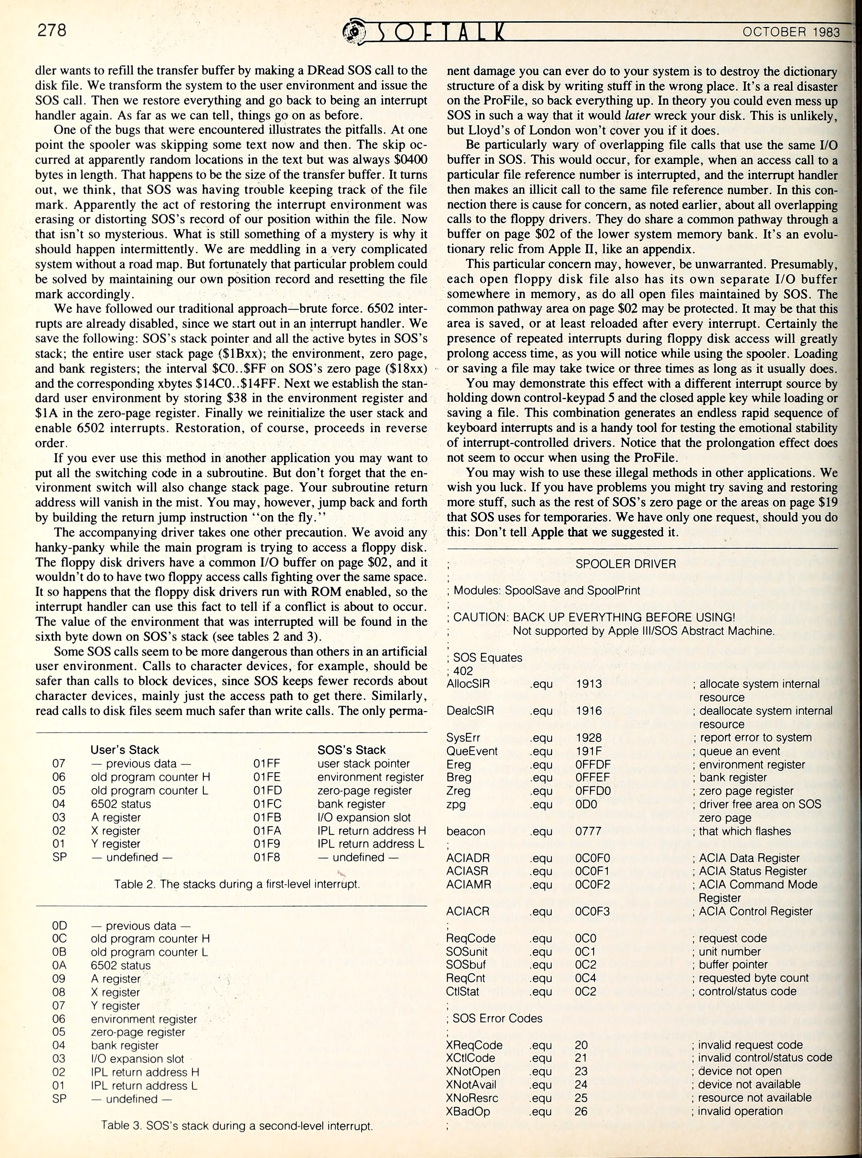 278
SOFTALK
OCTOBER 1983
dler wants to refill the transfer buffer by making a DRead SOS call to the
disk file. We transform the system to the user environment and issue the
SOS call. Then we restore everything and go back to being an interrupt
handler again. As far as we can tell, things go on as before.
One of the bugs that were encountered illustrates the pitfalls. At one
point the spooler was skipping some text now and then. The skip oc-
curred at apparently random locations in the text but was always $0400
bytes in length. That happens to be the size of the transfer buffer. It turns
out, we think, that SOS was having trouble keeping track of the file
mark. Apparently the act of restoring the interrupt environment was
erasing or distorting SOS's record of our position within the file. Now
that isn't so mysterious. What is still something of a mystery is why it
should happen intermittently. We are meddling in a very complicated
system without a road map. But fortunately that particular problem could
be solved by maintaining our own position record and resetting the file
mark accordingly.
We have followed our traditional approach—brute force. 6502 inter-
rupts are already disabled, since we start out in an interrupt handler. We
save the following: SOS's stack pointer and all the active bytes in SOS's
stack; the entire user stack page ($1Bxx); the environment, zero page,
and bank registers; the interval $C0..$FF on SOS's zero page ($18xx)
and the corresponding xbytes $14C0..$14FF. Next we establish the stan-
dard user environment by storing $38 in the environment register and
$1A in the zero-page register. Finally we reinitialize the user stack and
enable 6502 interrupts. Restoration, of course, proceeds in reverse
order.
If you ever use this method in another application you may want to
put all the switching code in a subroutine. But don't forget that the en-
vironment switch will also change stack page. Your subroutine return
address will vanish in the mist. You may, however, jump back and forth
by building the return jump instruction ''on the fly.''
The accompanying driver takes one other precaution. We avoid any
hanky-panky while the main program is trying to access a floppy disk.
The floppy disk drivers have a common I/O buffer on page $02, and it
wouldn't do to have two floppy access calls fighting over the same space.
It so happens that the floppy disk drivers run with ROM enabled, so the
interrupt handler can use this fact to tell if a conflict is about to occur.
The value of the environment that was interrupted will be found in the
sixth byte down on SOS's stack (see tables 2 and 3).
Some SOS calls seem to be more dangerous than others in an artificial
user environment. Calls to character devices, for example, should be
safer than calls to block devices, since SOS keeps fewer records about
character devices, mainly just the access path to get there. Similarly,
read calls to disk files seem much safer than write calls. The only perma-
User's Stack SOS's Stack
07 — previous data — 01FF user stack pointer
06 old program counter H 01FE environment register
05 old program counter L 01FD zero-page register
04 6502 status 01FC bank register
03 A register 01FB I/O expansion slot
02 X register 01FA IPL return address H
01 Y register 01F9 IPL return address L
SP — undefined — 01F8 — undefined —
Table 2. The stacks during a first-level interrupt.
0D — previous data —
0C old program counter H
0B old program counter L
0A 6502 status
09 A register
08 X register
07 Y register
06 environment register
05 zero-page register
04 bank register
03 I/O expansion slot
02 IPL return address H
01 IPL return address L
SP — undefined —
Table 3. SOS's stack during a second-level interrupt.
nent damage you can ever do to your system is to destroy the dictionary
structure of a disk by writing stuff in the wrong place. It's a real disaster
on the ProFile, so back everything up. In theory you could even mess up
SOS in such a way that it would later wreck your disk. This is unlikely,
but Lloyd's of London won't cover you if it does.
Be particularly wary of overlapping file calls that use the same I/O
buffer in SOS. This would occur, for example, when an access call to a
particular file reference number is interrupted, and the interrupt handler
then makes an illicit call to the same file reference number. In this con-
nection there is cause for concern, as noted earlier, about all overlapping
calls to the floppy drivers. They do share a common pathway through a
buffer on page $02 of the lower system memory bank. It's an evolu-
tionary relic from Apple II, like an appendix.
This particular concern may, however, be unwarranted. Presumably,
each open floppy disk file also has its own separate I/O buffer
somewhere in memory, as do all open files maintained by SOS. The
common pathway area on page $02 may be protected. It may be that this
area is saved, or at least reloaded after every interrupt. Certainly the
presence of repeated interrupts during floppy disk access will greatly
prolong access time, as you will notice while using the spooler. Loading
or saving a file may take twice or three times as long as it usually does.
You may demonstrate this effect with a different interrupt source by
holding down control-keypad 5 and the closed apple key while loading or
saving a file. This combination generates an endless rapid sequence of
keyboard interrupts and is a handy tool for testing the emotional stability
of interrupt-controlled drivers. Notice that the prolongation effect does
not seem to occur when using the ProFile.
You may wish to use these illegal methods in other applications. We
wish you luck. If you have problems you might try saving and restoring
more stuff, such as the rest of SOS's zero page or the areas on page $19
that SOS uses for temporaries. We have only one request, should you do
this: Don't tell Apple that we suggested it.
; SPOOLER DRIVER
;
; Modules: SpoolSave and SpoolPrint
;
; CAUTION: BACK UP EVERYTHING BEFORE USING!
; Not supported by Apple III/SOS Abstract Machine.
;
; SOS Equates
; 402
AllocSIR .equ 1913 ; allocate system internal
resource
DealcSIR .equ 1916 ; deallocate system internal
resource
SysErr .equ 1928 ; report error to system
QueEvent .equ 191F ; queue an event
Ereg .equ 0FFDF ; environment register
Breg .equ 0FFEF ; bank register
Zreg .equ 0FFD0 ; zero page register
zpg .equ 0D0 ; driver free area on SOS
zero page
beacon .equ 0777 ; that which flashes
;
ACIADR .equ 0C0F0 ; ACIA Data Register
ACIASR .equ 0C0F1 ; ACIA Status Register
ACIAMR .equ 0C0F2 ; ACIA Command Mode
Register
ACIACR .equ 0C0F3 ; ACIA Control Register
;
ReqCode .equ 0C0 ; request code
SOSunit .equ 0C1 ; unit number
SOSbuf .equ 0C2 ; buffer pointer
ReqCnt .equ 0C4 ; requested byte count
CtlStat .equ 0C2 ; control/status code
;
; SOS Error Codes
;
XReqCode .equ 20 ; invalid request code
XCtlCode .equ 21 ; invalid control/status code
XNotOpen .equ 23 ; device not open
XNotAvail .equ 24 ; device not available
XNoResrc .equ 25 ; resource not available
XBadOp .equ 26 ; invalid operation
;